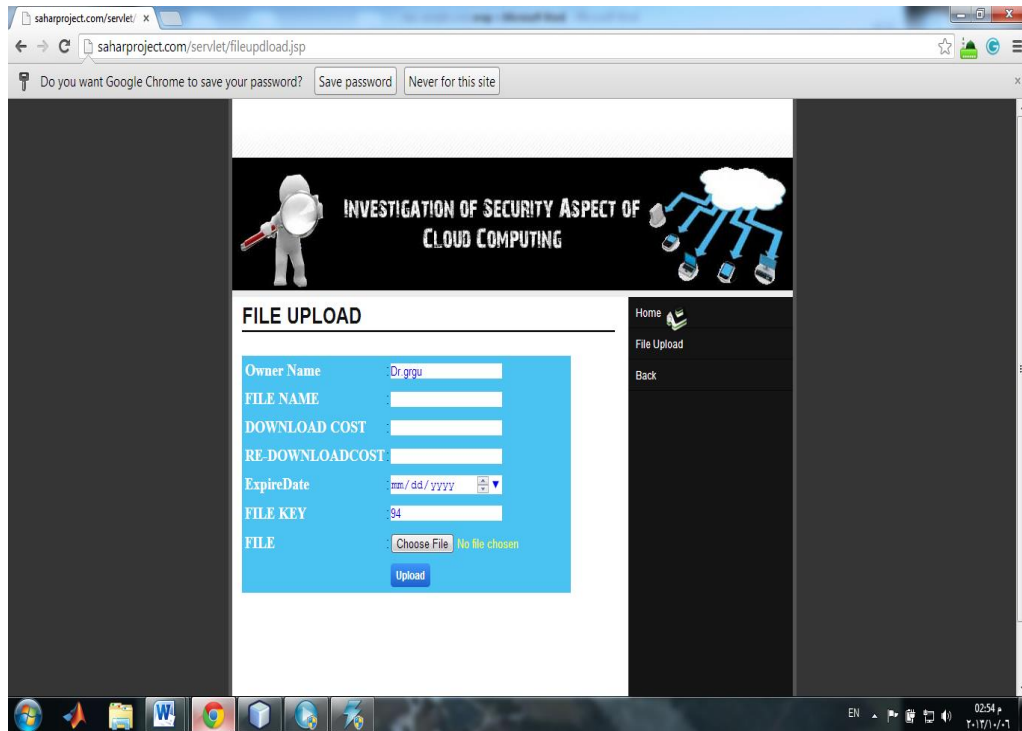 saharproject.com/servlet/
saharproject.com/servlet/fileupdload.jsp
Do you want Google Chrome to save your password? Save password Never for this site
INVESTIGATION OF SECURITY ASPECT OF
CLOUD COMPUTING
FILE UPLOAD
Home
File Upload
Back
Owner Name :Dr.grgu
FILE NAME :
DOWNLOAD COST :
RE-DOWNLOADCOST:
ExpireDate :mm/dd/yyyy
FILE KEY :94
FILE : Choose File No file chosen
Upload
EN
02:54 م
٢٠١٣/١٠/٠٦